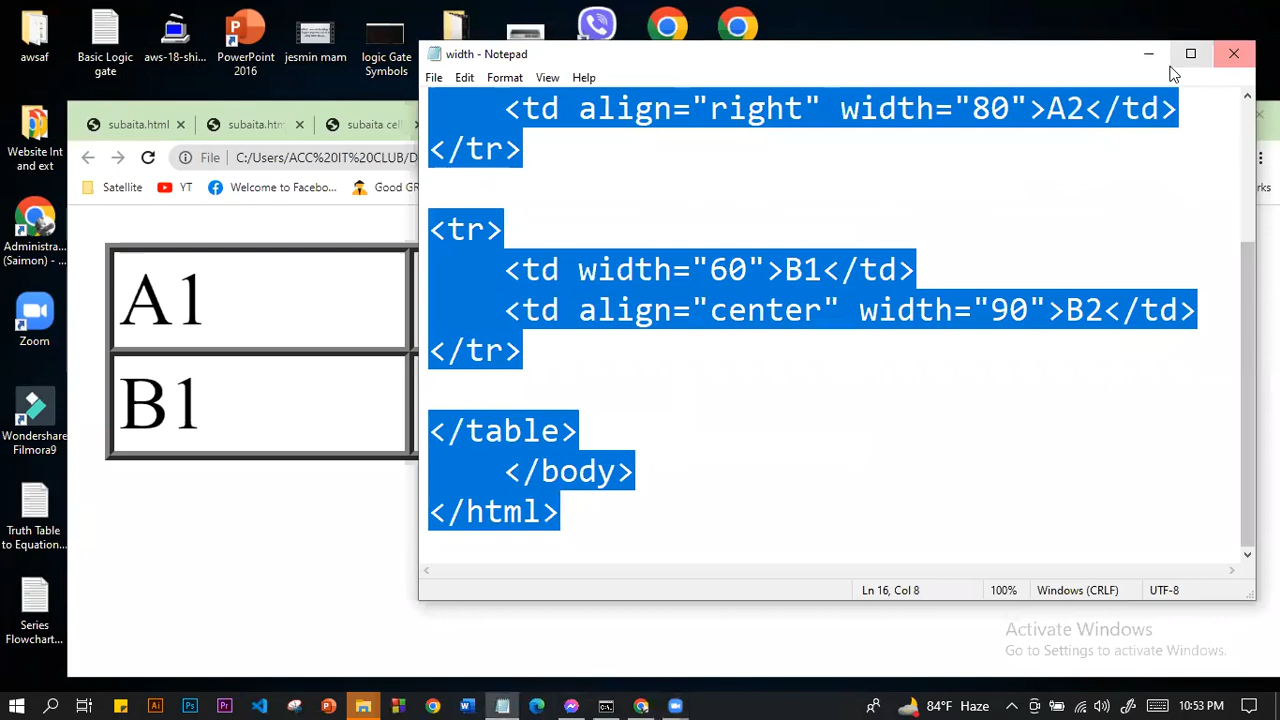 awsaf
Basic Logic
gate
aws-18-shi...
PowerPoint
2016
jesmin mam
logic Gate
Symbols
width - Notepad
File Edit Format View Help
subaita.html
subaita.htm
subaita cell
File C:/Users/ACC%20IT%20CLUB/D
Satellite YT Welcome to Facebo... Good GR
rks
Website Int
and ext
Administra...
(Saimon) -...
Zoom
Wondershare
Filmora9
Truth Table
to Equation...
Series
Flowchart...
A1
B1
<td align="right" width="80">A2</td>
</tr>
<tr>
<td width="60">B1</td>
<td align="center" width="90">B2</td>
</tr>
</table>
</body>
</html>
Ln 16, Col 8 100% Windows (CRLF) UTF-8
Activate Windows
Go to Settings to activate Windows.
84°F Haze 10:53 PM